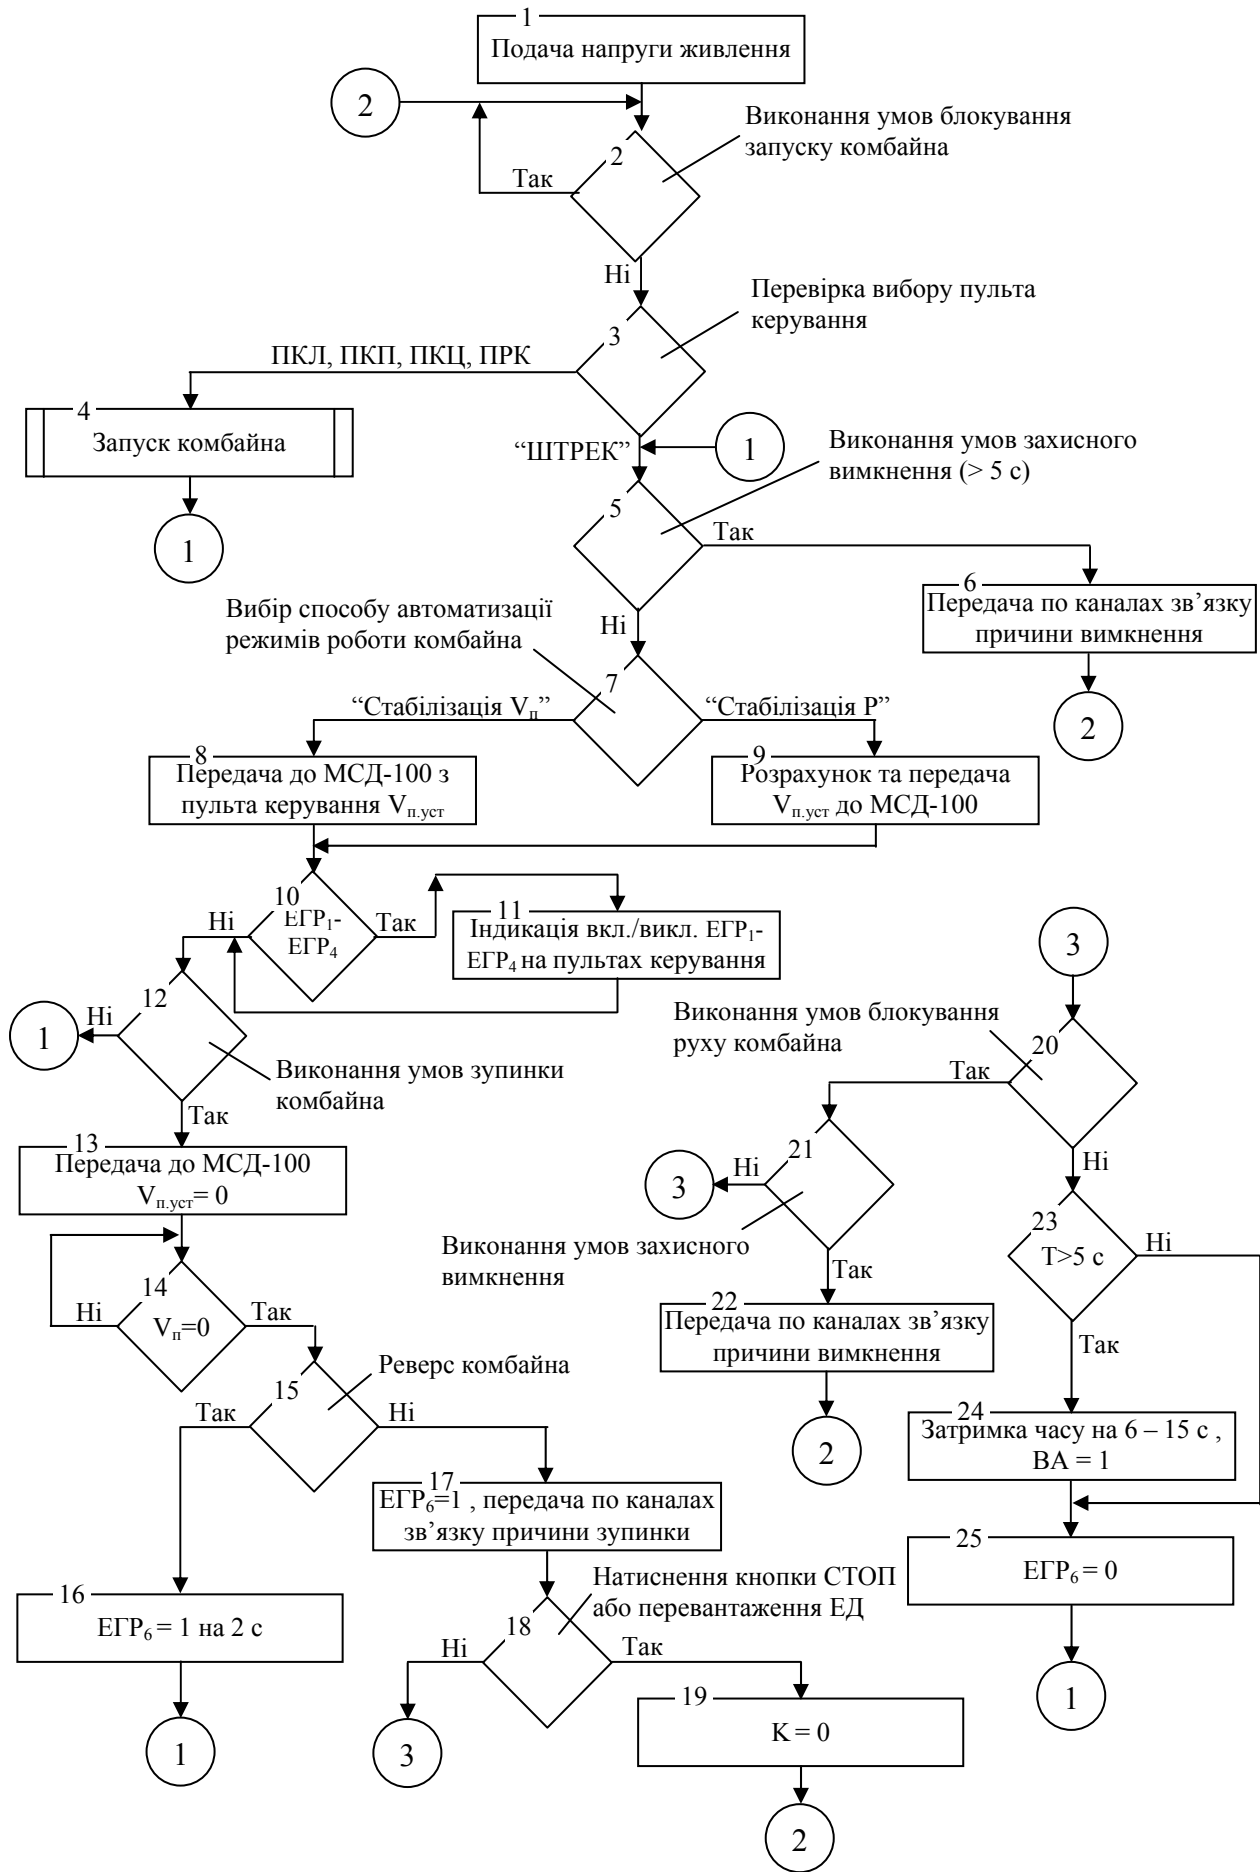 1
Подача напруги живлення
2
Виконання умов блокування
запуску комбайна
2
Так
Ні
Перевірка вибору пульта
керування
3
ПКЛ, ПКП, ПКЦ, ПРК
4
Запуск комбайна
1
“ШТРЕК”
1
Виконання умов захисного
вимкнення (> 5 с)
5
Так
6
Передача по каналах зв’язку
причини вимкнення
2
Ні
Вибір способу автоматизації
режимів роботи комбайна
7
“Стабілізація Vп”
“Стабілізація P”
8
Передача до МСД-100 з
пульта керування Vп.уст
9
Розрахунок та передача
Vп.уст до МСД-100
10
ЕГР1-
ЕГР4
Ні
Так
11
Індикація вкл./викл. ЕГР1-
ЕГР4 на пультах керування
12
Ні
1
Виконання умов зупинки
комбайна
Так
13
Передача до МСД-100
Vп.уст= 0
14
Vп=0
Ні
Так
Реверс комбайна
15
Так
Ні
16
ЕГР6 = 1 на 2 с
1
17
ЕГР6=1 , передача по каналах
зв’язку причини зупинки
Натиснення кнопки СТОП
або перевантаження ЕД
18
Ні
Так
3
19
K = 0
2
3
Виконання умов блокування
руху комбайна
20
Так
Ні
21
Ні
3
Виконання умов захисного
вимкнення
Так
22
Передача по каналах зв’язку
причини вимкнення
2
23
T>5 с
Ні
Так
24
Затримка часу на 6 – 15 с ,
ВА = 1
25
ЕГР6 = 0
1